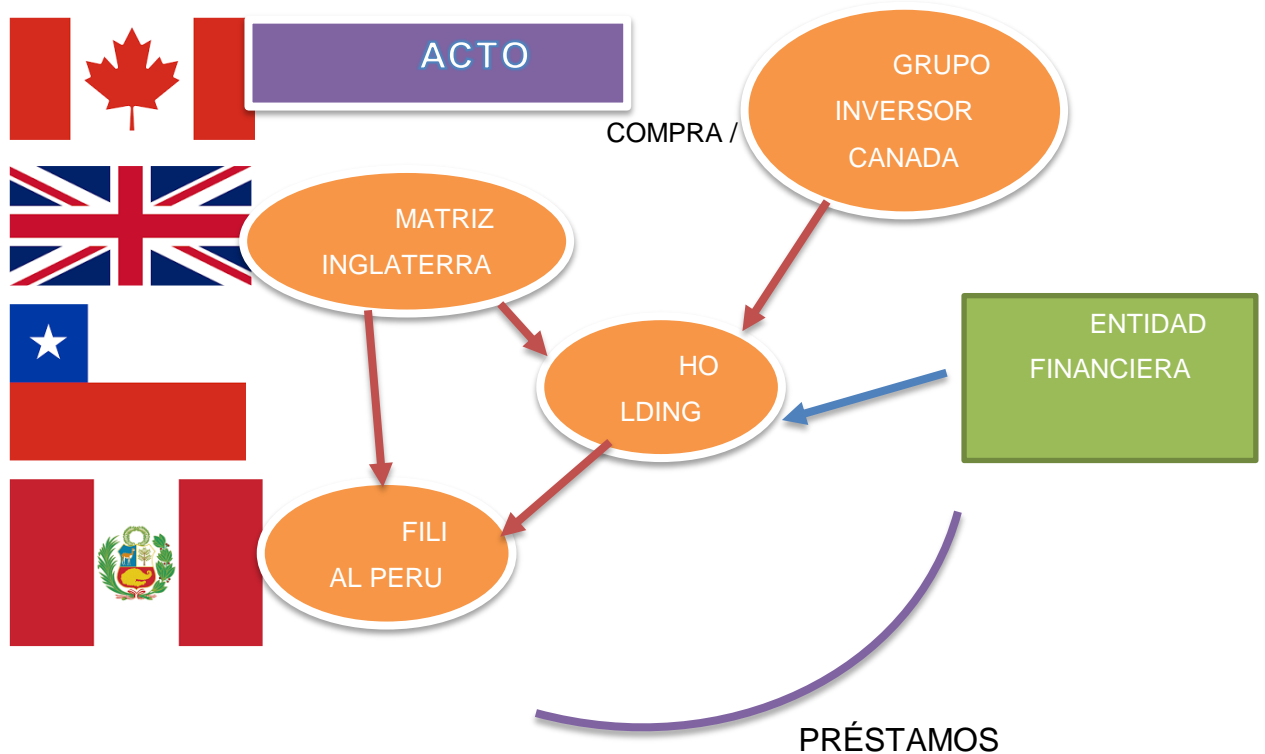 ACTO
GRUPO
INVERSOR
CANADA
COMPRA /
MATRIZ
INGLATERRA
ENTIDAD
FINANCIERA
HO
LDING
FILI
AL PERU
PRÉSTAMOS